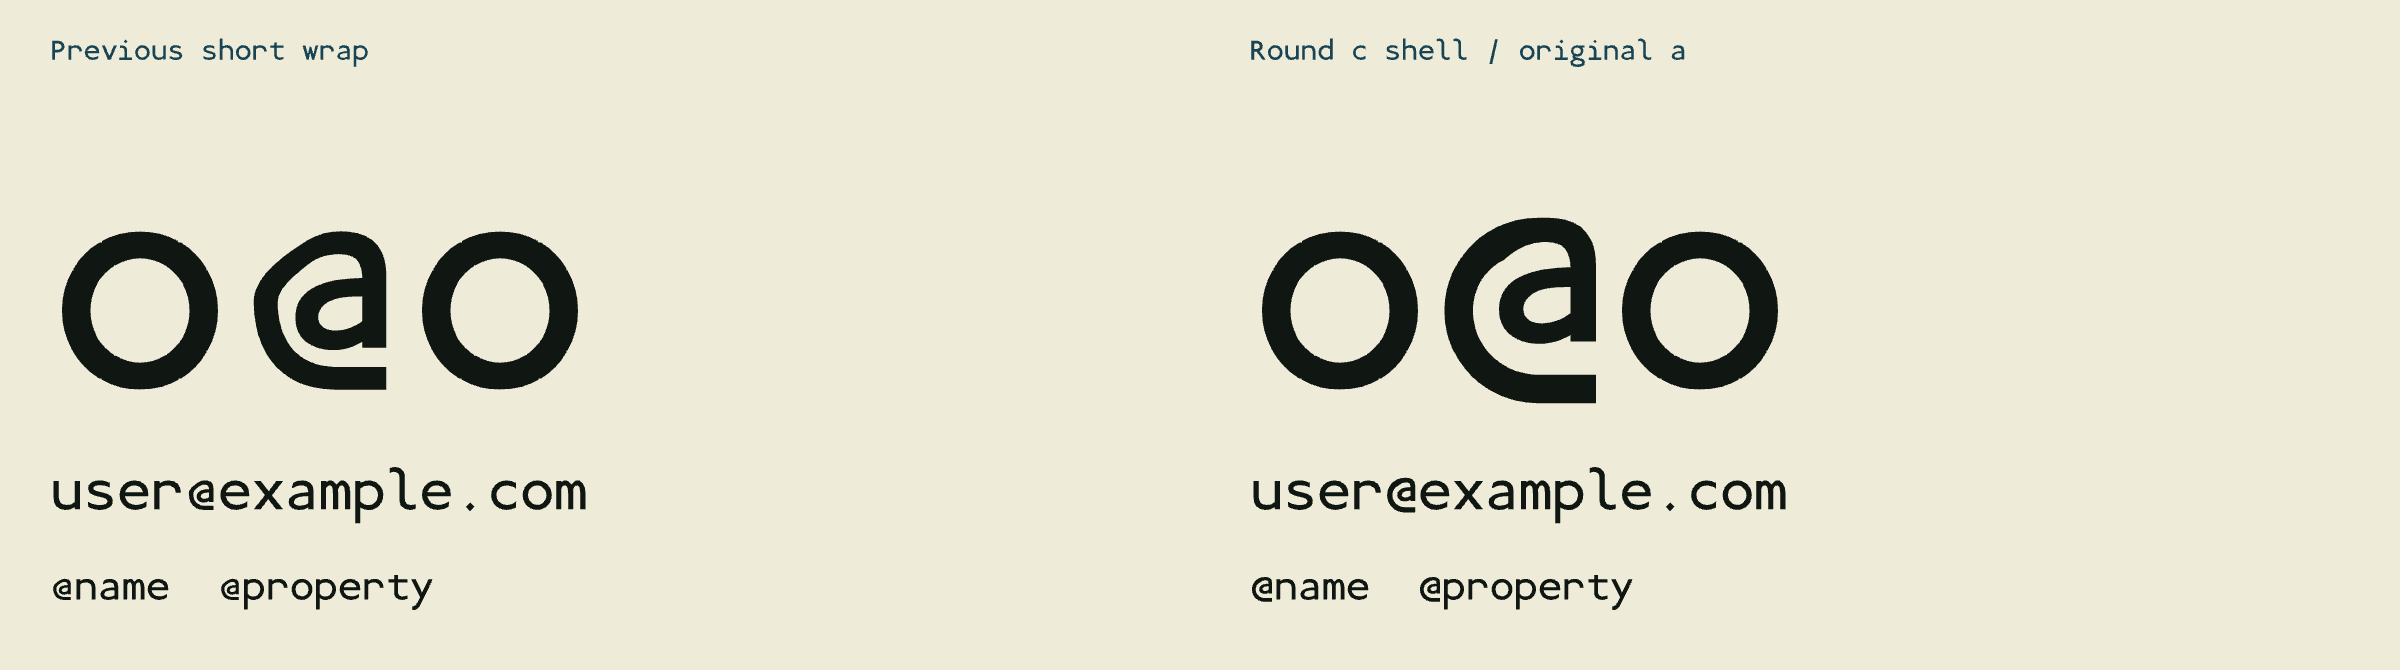 Previous short wrap
o@o
user@example.com
@name @property
Round c shell / original a
o@o
user@example.com
@name @property